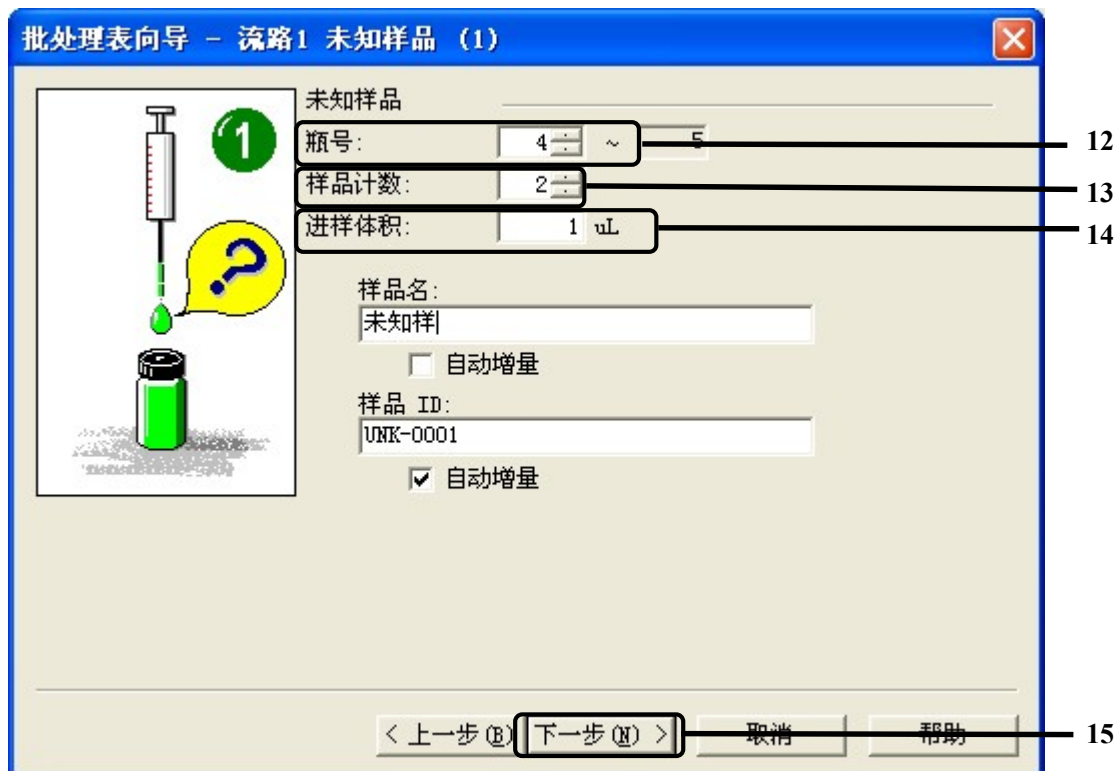 批处理表向导 - 流路1 未知样品 (1)
1
未知样品
瓶号: 4 ~ 5 12
样品计数: 2 13
进样体积: 1 uL 14
?
样品名:
未知样
自动增量
样品 ID:
UNK-0001
自动增量
< 上一步(B) 下一步(N) > 取消 帮助 15